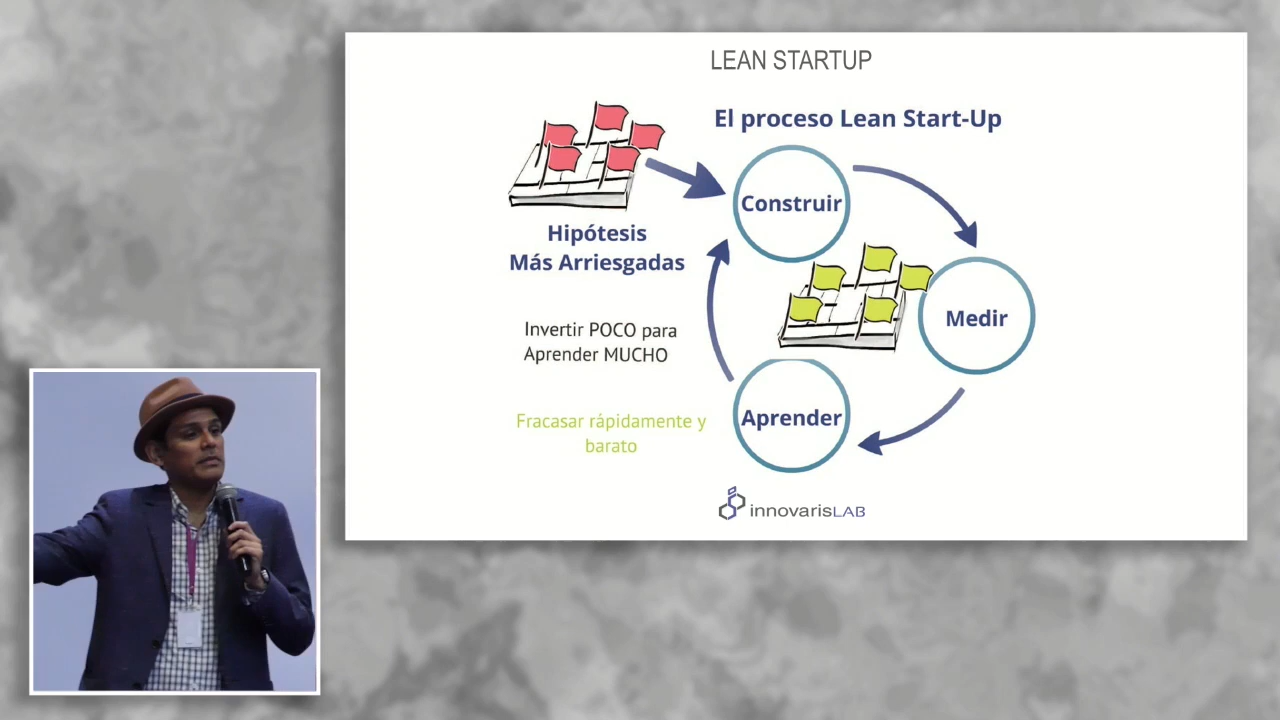 LEAN STARTUP
El proceso Lean Start-Up
Construir
Hipótesis
Más Arriesgadas
Medir
Invertir POCO para
Aprender MUCHO
Aprender
Fracasar rápidamente y
barato
innovarisLAB